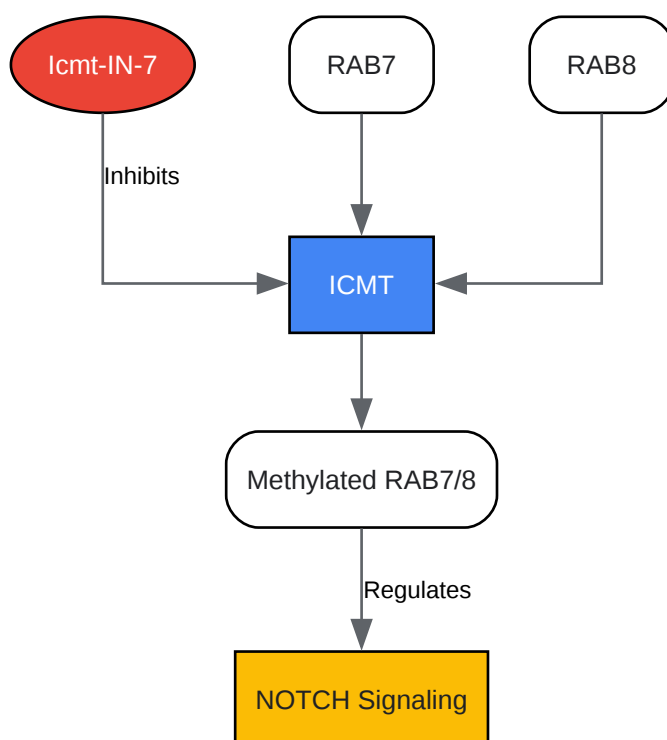 Icmt-IN-7
RAB7
RAB8
Inhibits
ICMT
Methylated RAB7/8
Regulates
NOTCH Signaling